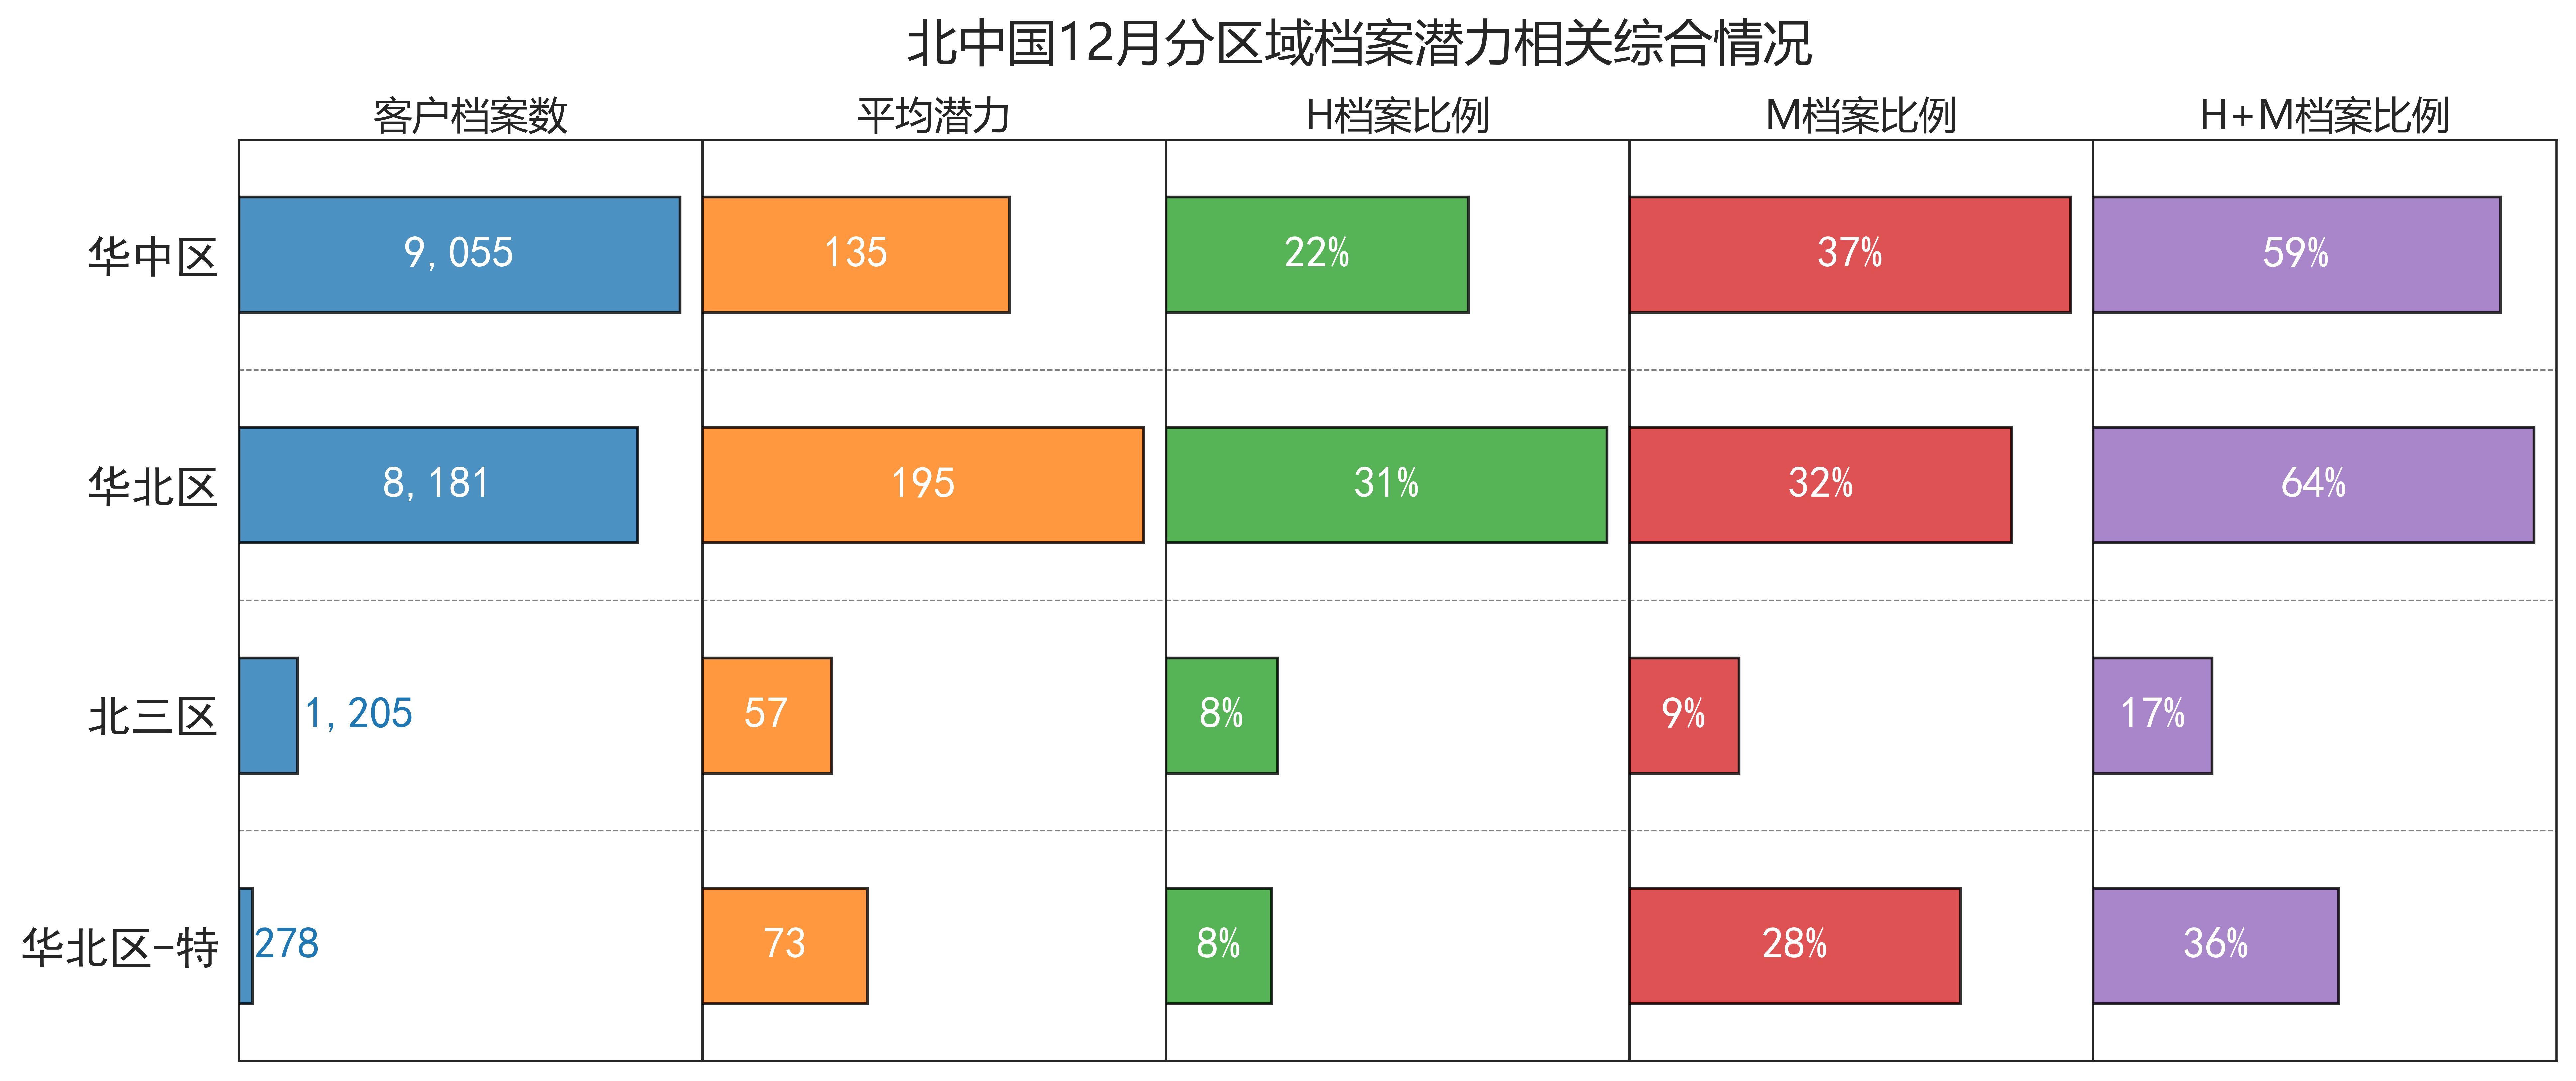 北中国12月分区域档案潜力相关综合情况
客户档案数 平均潜力 H档案比例 M档案比例 H+M档案比例
华中区 9,055 135 22% 37% 59%
华北区 8,181 195 31% 32% 64%
北三区 1,205 57 8% 9% 17%
华北区-特 278 73 8% 28% 36%